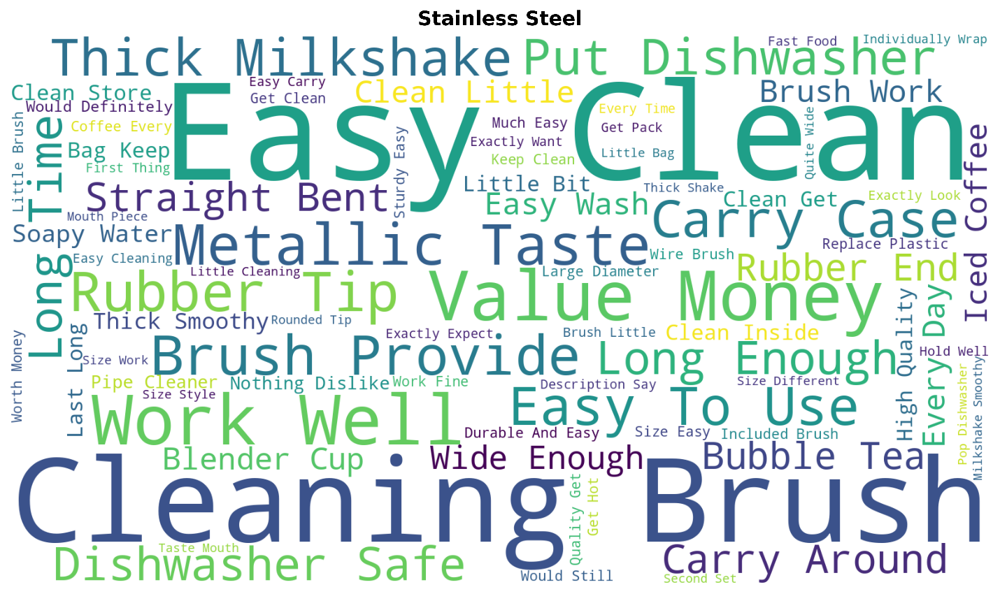 Stainless Steel
Thick Milkshake
Put Dishwasher
Fast Food
Individually Wrap
Easy Clean
Clean Store
Easy Carry
Get Clean
Clean Little
Brush Work
Would Definitely
Coffee Every
Every Time
Much Easy
Get Pack
Exactly Want
Little Bag
Quite Wide
Little Brush
Long Time
Bag Keep
First Thing
Sturdy Easy
Keep Clean
Iced Coffee
Straight Bent
Little Bit
Thick Shake
Clean Get
Exactly Look
Easy Wash
Carry Case
Mouth Piece
Soapy Water
Metallic Taste
Replace Plastic
Easy Cleaning
Wire Brush
Rubber End
Little Cleaning
Large Diameter
Rubber Tip
Value Money
High Quality
Every Day
Thick Smoothy
Rounded Tip
Exactly Expect
Brush Little
Clean Inside
Worth Money
Last Long
Size Work
Brush Provide
Long Enough
Hold Well
Pipe Cleaner
Nothing Dislike
Work Fine
Description Say
Size Different
Pop Dishwasher
Milkshake Smoothy
Size Style
Work Well
Easy To Use
Durable And Easy
Size Easy
Included Brush
Blender Cup
Wide Enough
Bubble Tea
Cleaning Brush
Quality Get
Get Hot
Taste Mouth
Dishwasher Safe
Carry Around
Would Still
Second Set